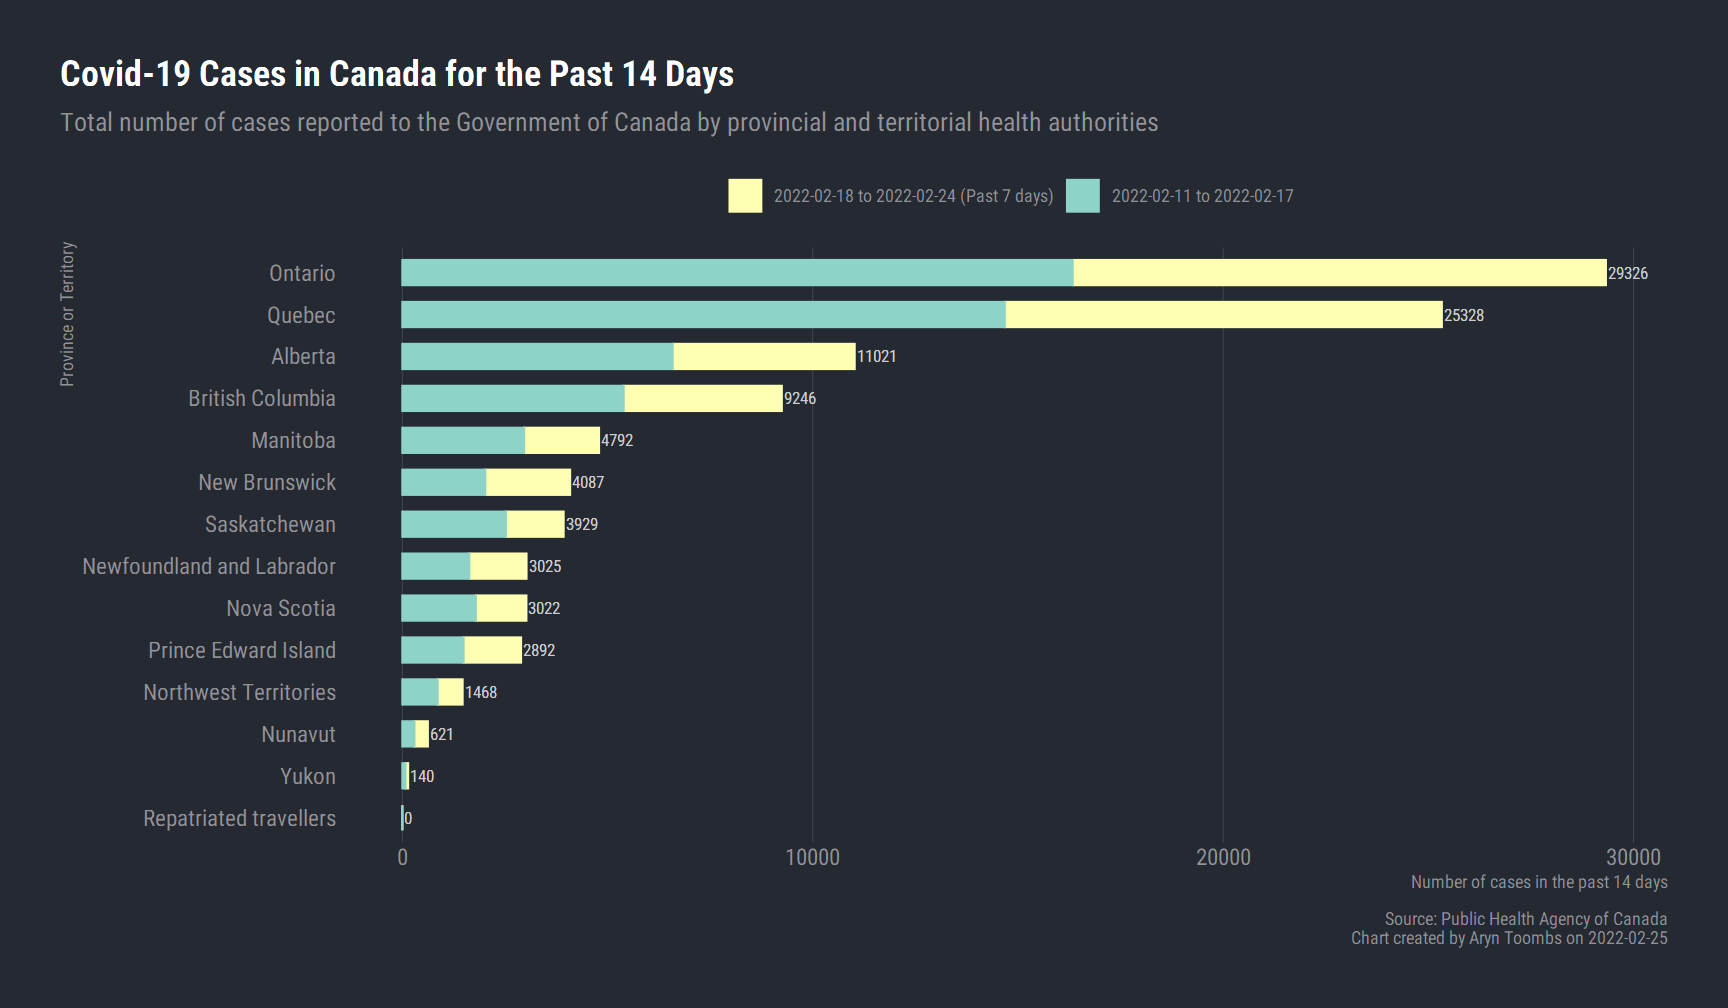 Covid-19 Cases in Canada for the Past 14 Days
Total number of cases reported to the Government of Canada by provincial and territorial health authorities
2022-02-18 to 2022-02-24 (Past 7 days) 2022-02-11 to 2022-02-17
Province or Territory
Ontario 29326
Quebec 25328
Alberta 11021
British Columbia 9246
Manitoba 4792
New Brunswick 4087
Saskatchewan 3929
Newfoundland and Labrador 3025
Nova Scotia 3022
Prince Edward Island 2892
Northwest Territories 1468
Nunavut 621
Yukon 140
Repatriated travellers 0
0 10000 20000 30000
Number of cases in the past 14 days
Source: Public Health Agency of Canada
Chart created by Aryn Toombs on 2022-02-25